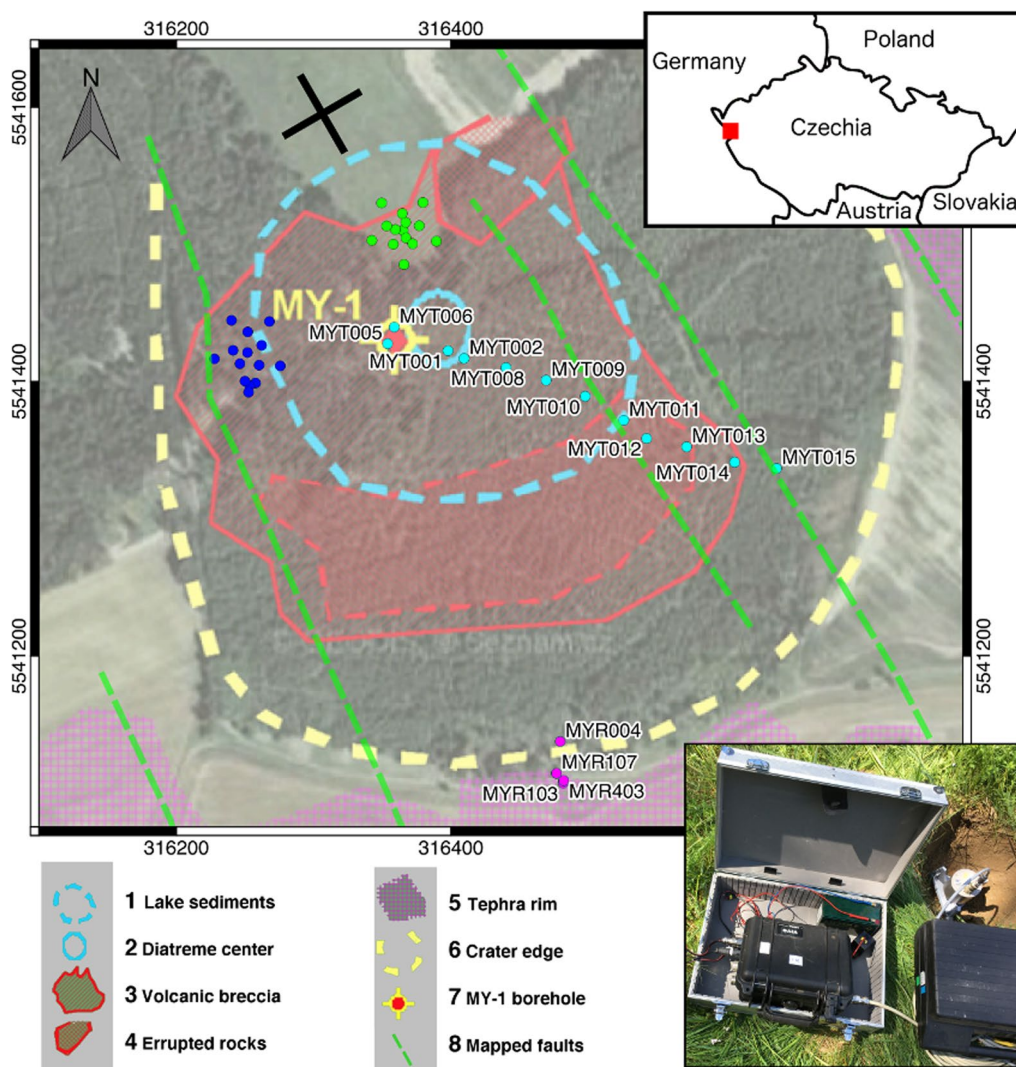 316200
316400
Germany
Poland
Czechia
Austria
Slovakia
N
5541600
5541400
5541200
5541400
5541200
MY-1
MYT006
MYT005
MYT001
MYT002
MYT008
MYT009
MYT010
MYT011
MYT012
MYT013
MYT014
MYT015
MYR004
MYR107
MYR103
MYR403
316200
316400
1 Lake sediments
2 Diatreme center
3 Volcanic breccia
4 Errupted rocks
5 Tephra rim
6 Crater edge
7 MY-1 borehole
8 Mapped faults